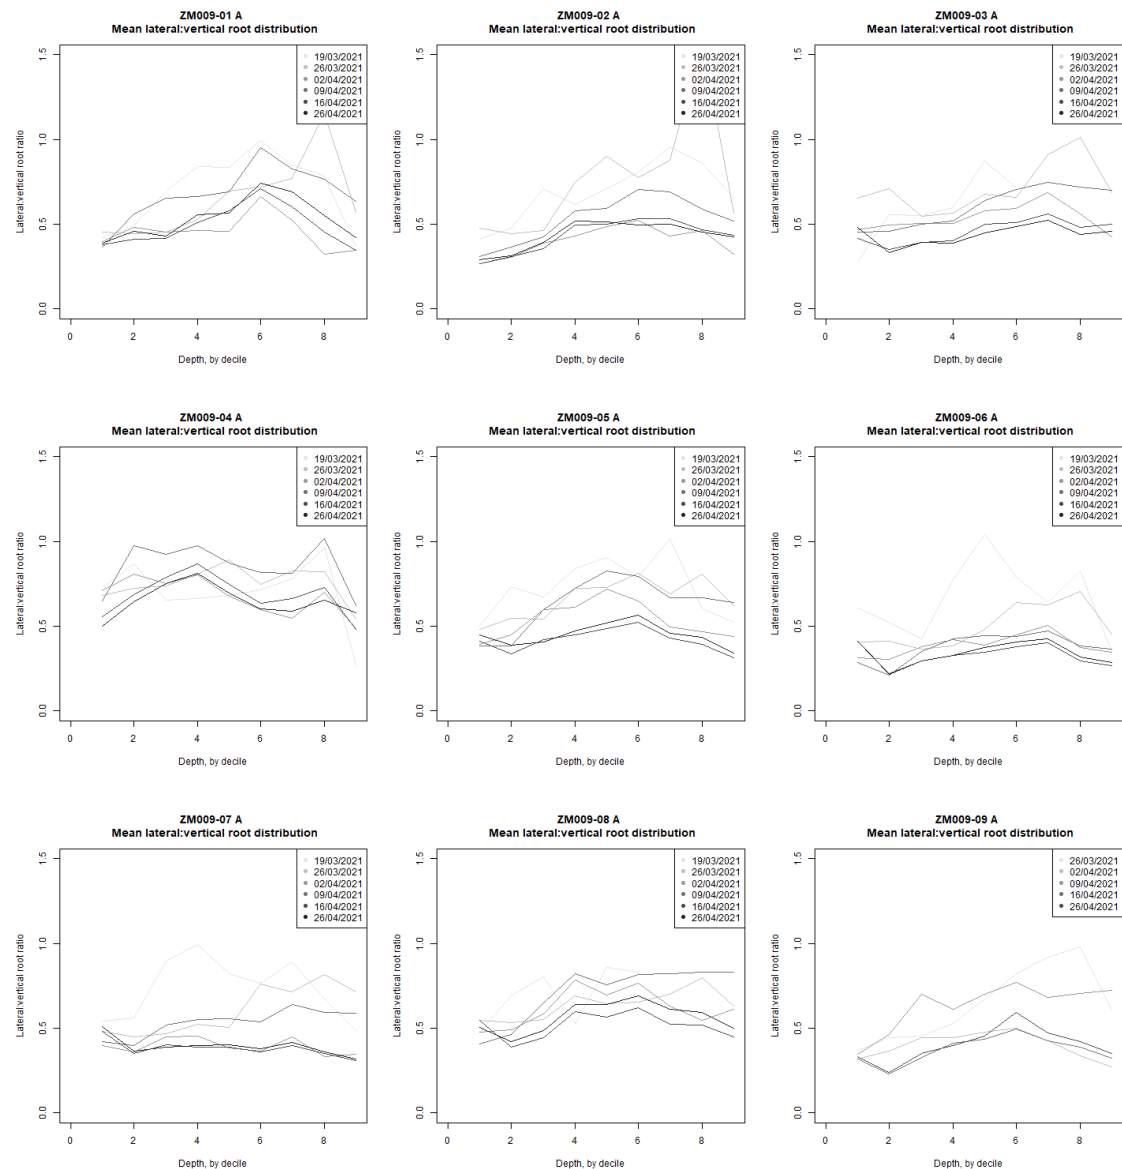 ZM009-01 A
Mean lateral:vertical root distribution
Lateral:vertical root ratio
0.0
0.5
1.0
1.5
19/03/2021
26/03/2021
02/04/2021
09/04/2021
16/04/2021
26/04/2021
0 2 4 6 8
Depth, by decile
ZM009-02 A
Mean lateral:vertical root distribution
Lateral:vertical root ratio
0.0
0.5
1.0
1.5
19/03/2021
26/03/2021
02/04/2021
09/04/2021
16/04/2021
26/04/2021
0 2 4 6 8
Depth, by decile
ZM009-03 A
Mean lateral:vertical root distribution
Lateral:vertical root ratio
0.0
0.5
1.0
1.5
19/03/2021
26/03/2021
02/04/2021
09/04/2021
16/04/2021
26/04/2021
0 2 4 6 8
Depth, by decile
ZM009-04 A
Mean lateral:vertical root distribution
Lateral:vertical root ratio
0.0
0.5
1.0
1.5
19/03/2021
26/03/2021
02/04/2021
09/04/2021
16/04/2021
26/04/2021
0 2 4 6 8
Depth, by decile
ZM009-05 A
Mean lateral:vertical root distribution
Lateral:vertical root ratio
0.0
0.5
1.0
1.5
19/03/2021
26/03/2021
02/04/2021
09/04/2021
16/04/2021
26/04/2021
0 2 4 6 8
Depth, by decile
ZM009-06 A
Mean lateral:vertical root distribution
Lateral:vertical root ratio
0.0
0.5
1.0
1.5
19/03/2021
26/03/2021
02/04/2021
09/04/2021
16/04/2021
26/04/2021
0 2 4 6 8
Depth, by decile
ZM009-07 A
Mean lateral:vertical root distribution
Lateral:vertical root ratio
0.0
0.5
1.0
1.5
19/03/2021
26/03/2021
02/04/2021
09/04/2021
16/04/2021
26/04/2021
0 2 4 6 8
Depth, by decile
ZM009-08 A
Mean lateral:vertical root distribution
Lateral:vertical root ratio
0.0
0.5
1.0
1.5
19/03/2021
26/03/2021
02/04/2021
09/04/2021
16/04/2021
26/04/2021
0 2 4 6 8
Depth, by decile
ZM009-09 A
Mean lateral:vertical root distribution
Lateral:vertical root ratio
0.0
0.5
1.0
1.5
26/03/2021
02/04/2021
09/04/2021
16/04/2021
26/04/2021
0 2 4 6 8
Depth, by decile